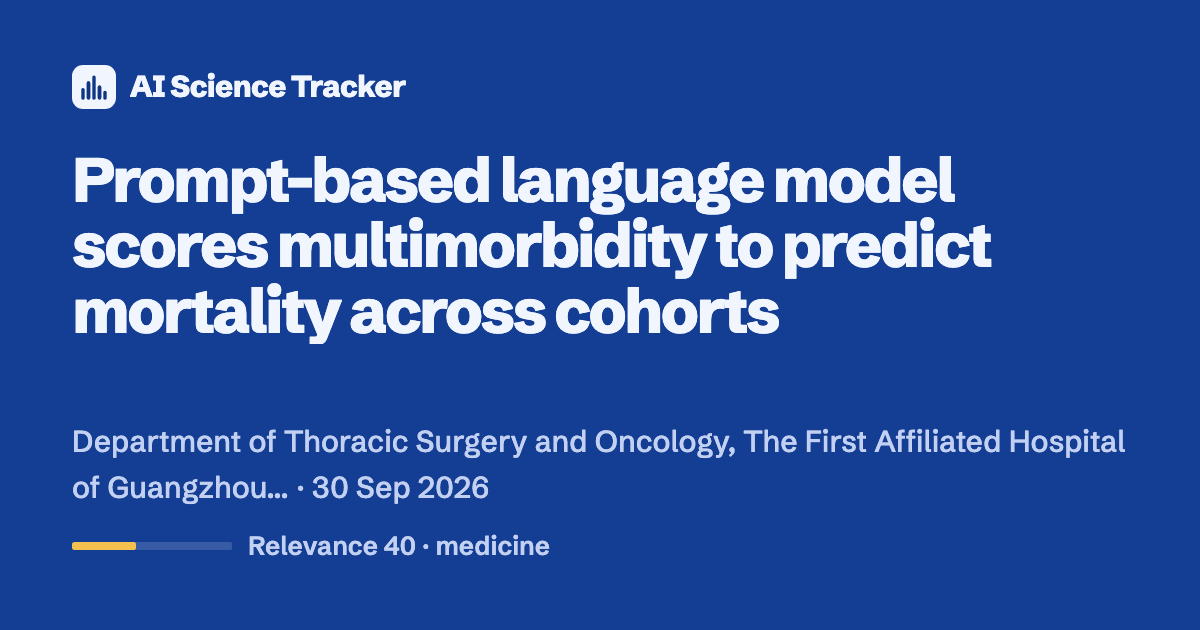 AI Science Tracker
Prompt-based language model
scores multimorbidity to predict
mortality across cohorts
Department of Thoracic Surgery and Oncology, The First Affiliated Hospital
of Guangzhou... · 30 Sep 2026
Relevance 40 · medicine